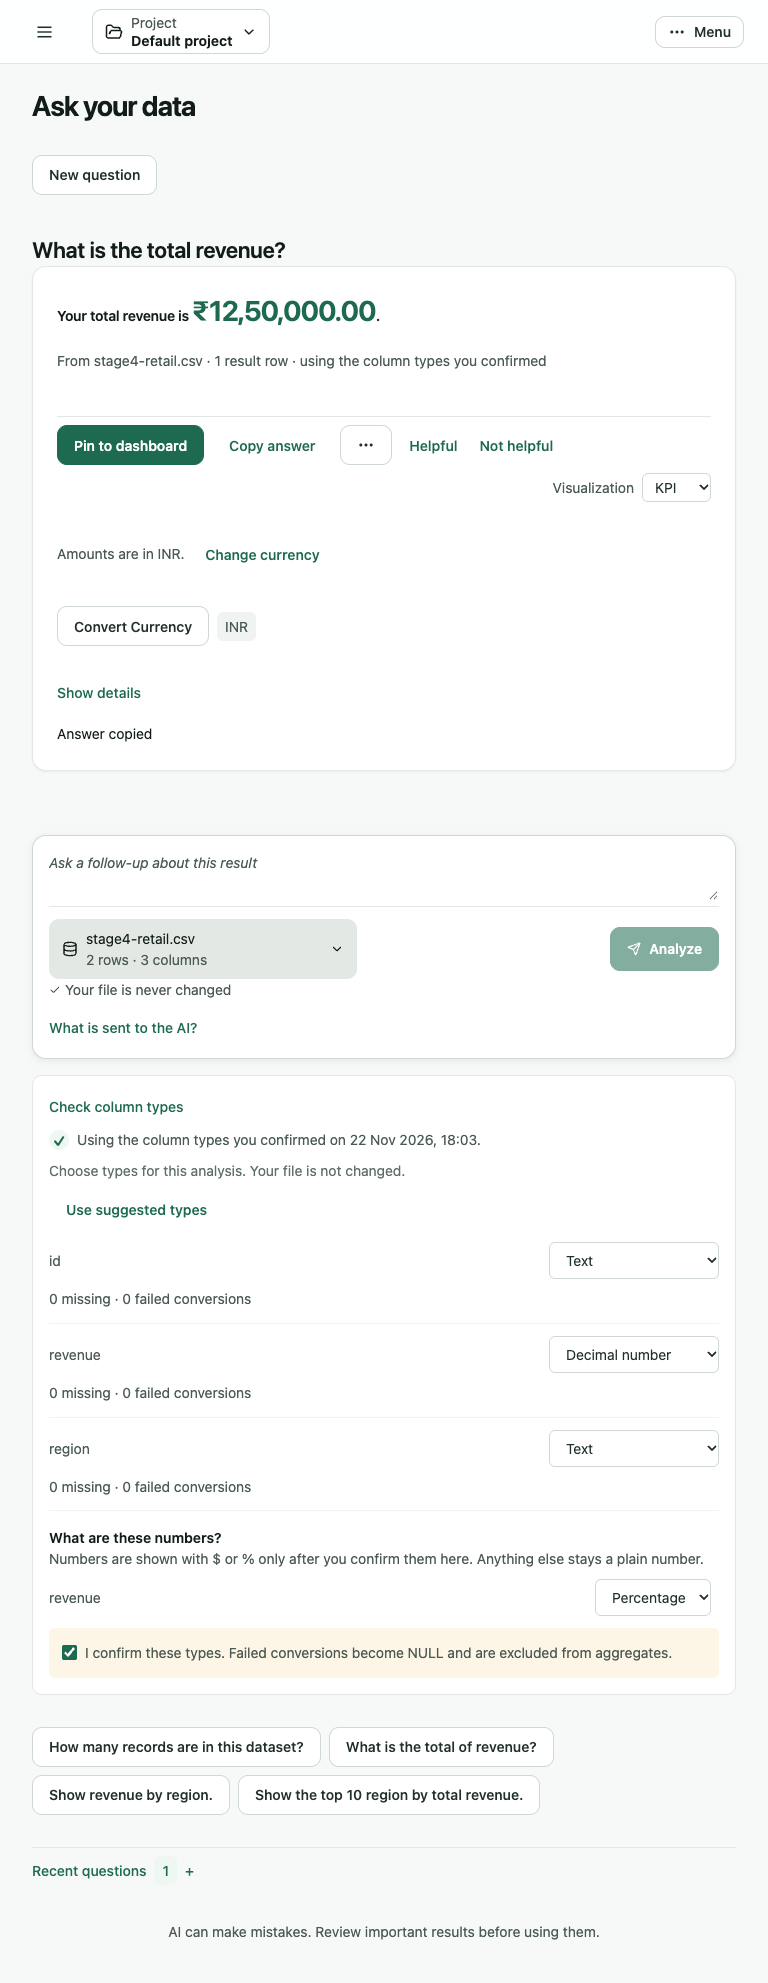 Project
Default project
Menu
Ask your data
New question
What is the total revenue?
Your total revenue is ₹12,50,000.00.
From stage4-retail.csv · 1 result row · using the column types you confirmed
Pin to dashboard
Copy answer
Helpful
Not helpful
Visualization
KPI
Amounts are in INR.
Change currency
Convert Currency
INR
Show details
Answer copied
Ask a follow-up about this result
stage4-retail.csv
2 rows · 3 columns
Analyze
✓ Your file is never changed
What is sent to the AI?
Check column types
Using the column types you confirmed on 22 Nov 2026, 18:03.
Choose types for this analysis. Your file is not changed.
Use suggested types
id
Text
0 missing · 0 failed conversions
revenue
Decimal number
0 missing · 0 failed conversions
region
Text
0 missing · 0 failed conversions
What are these numbers?
Numbers are shown with $ or % only after you confirm them here. Anything else stays a plain number.
revenue
Percentage
I confirm these types. Failed conversions become NULL and are excluded from aggregates.
How many records are in this dataset?
What is the total of revenue?
Show revenue by region.
Show the top 10 region by total revenue.
Recent questions 1 +
AI can make mistakes. Review important results before using them.